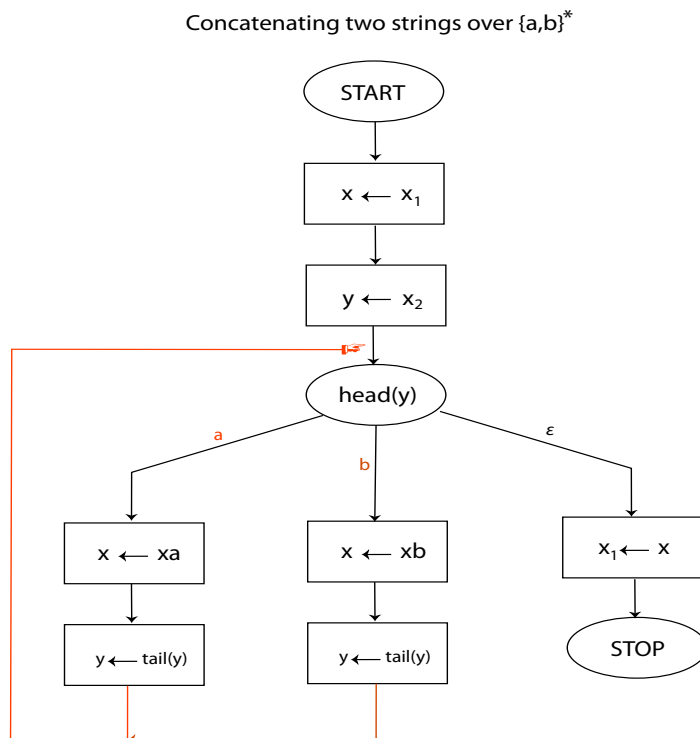 Concatenating two strings over {a,b}*
START
x ← x₁
y ← x₂
head(y)
a
b
ε
x ← xa
x ← xb
x₁ ← x
y ← tail(y)
y ← tail(y)
STOP